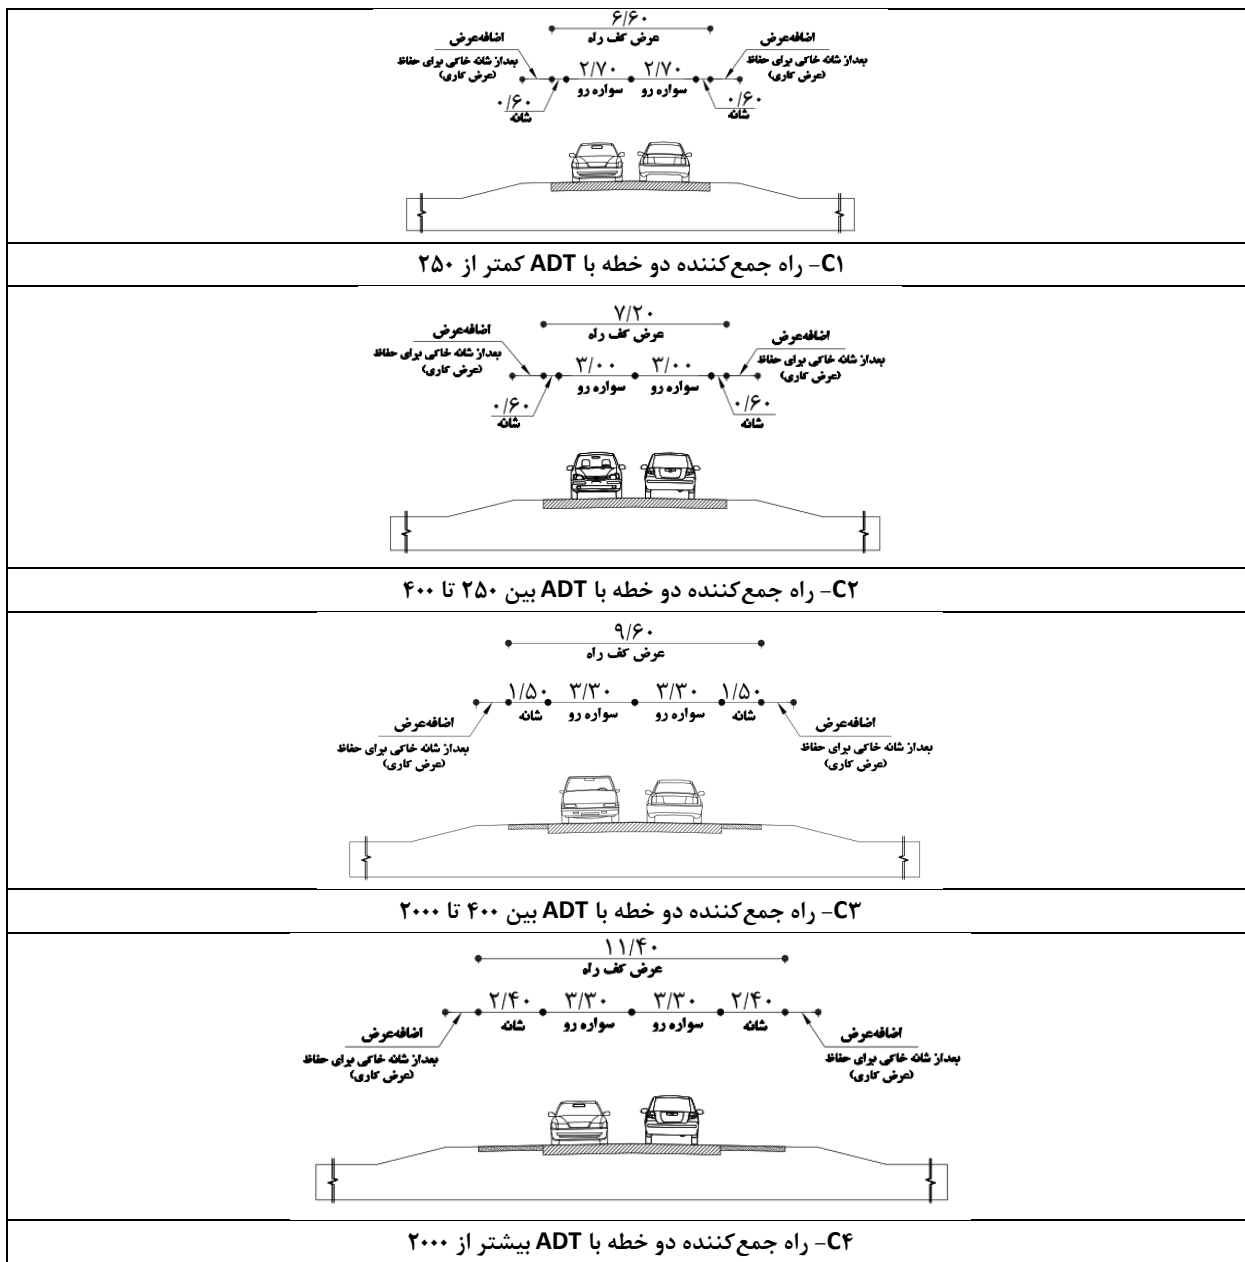 ۶/۶۰
عرض کف راه
اضافه‌عرض
بعداز شانه خاکی برای حفاظ
(عرض کاری)
اضافه‌عرض
بعداز شانه خاکی برای حفاظ
(عرض کاری)
۲/۷۰
سواره رو
۲/۷۰
سواره رو
۰/۶۰
شانه
۰/۶۰
شانه
C۱- راه جمع‌کننده دو خطه با ADT کمتر از ۲۵۰
۷/۲۰
عرض کف راه
اضافه‌عرض
بعداز شانه خاکی برای حفاظ
(عرض کاری)
اضافه‌عرض
بعداز شانه خاکی برای حفاظ
(عرض کاری)
۳/۰۰
سواره رو
۳/۰۰
سواره رو
۰/۶۰
شانه
۰/۶۰
شانه
C۲- راه جمع‌کننده دو خطه با ADT بین ۲۵۰ تا ۴۰۰
۹/۶۰
عرض کف راه
۱/۵۰
شانه
۳/۳۰
سواره رو
۳/۳۰
سواره رو
۱/۵۰
شانه
اضافه‌عرض
بعداز شانه خاکی برای حفاظ
(عرض کاری)
اضافه‌عرض
بعداز شانه خاکی برای حفاظ
(عرض کاری)
C۳- راه جمع‌کننده دو خطه با ADT بین ۴۰۰ تا ۲۰۰۰
۱۱/۴۰
عرض کف راه
۲/۴۰
شانه
۳/۳۰
سواره رو
۳/۳۰
سواره رو
۲/۴۰
شانه
اضافه‌عرض
بعداز شانه خاکی برای حفاظ
(عرض کاری)
اضافه‌عرض
بعداز شانه خاکی برای حفاظ
(عرض کاری)
C۴- راه جمع‌کننده دو خطه با ADT بیشتر از ۲۰۰۰